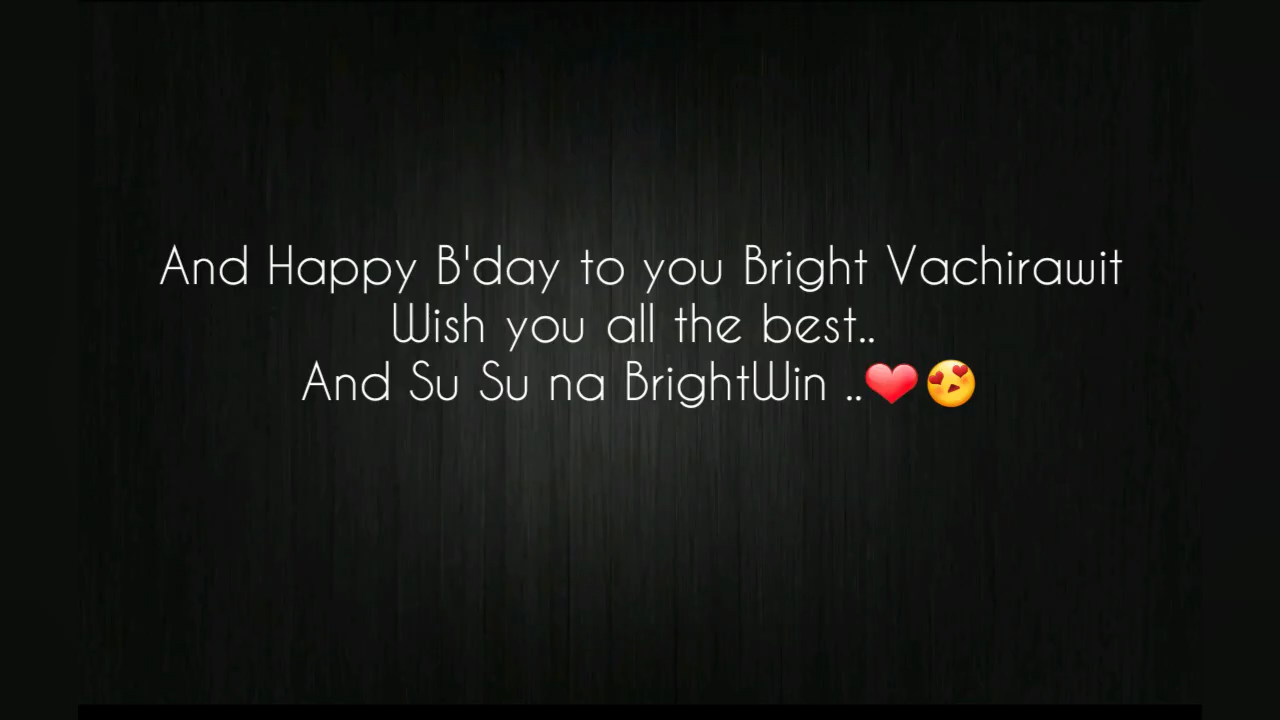 And Happy B'day to you Bright Vachirawit
Wish you all the best..
And Su Su na BrightWin ..❤️😍